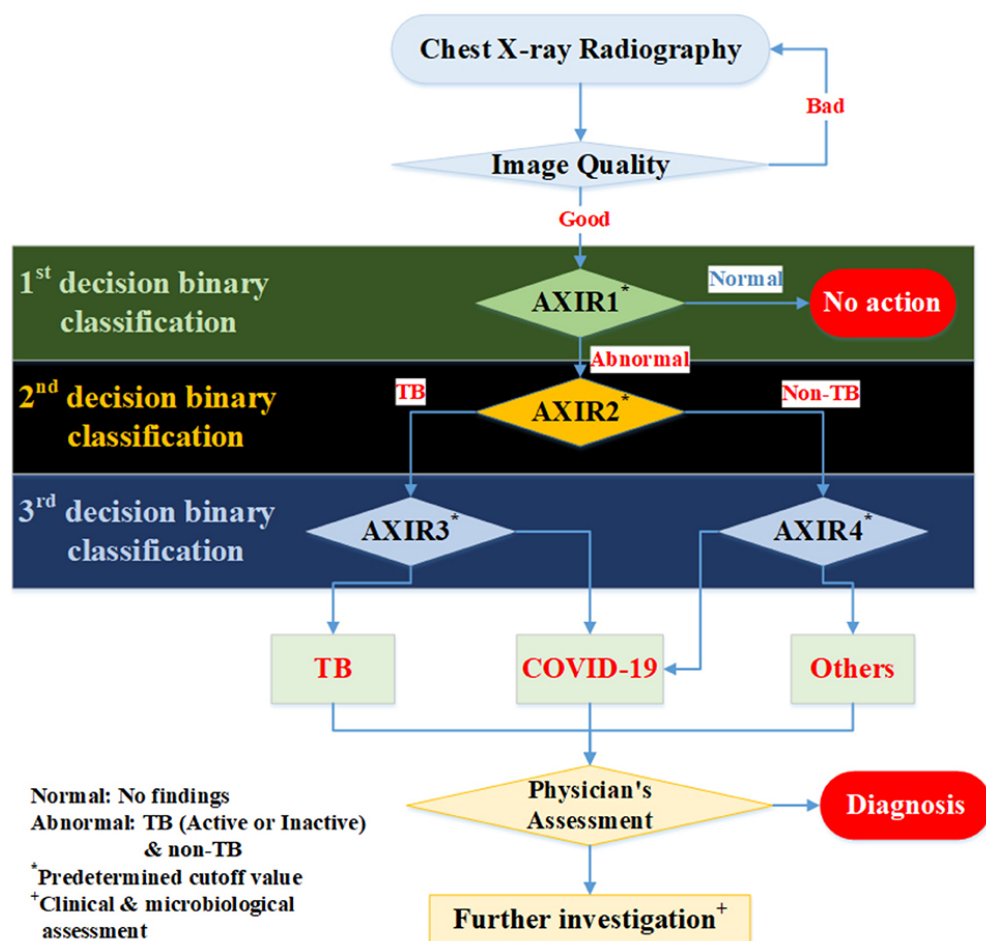 Chest X-ray Radiography
Bad
Image Quality
Good
1st decision binary
classification
AXIR1*
Normal
No action
Abnormal
2nd decision binary
classification
TB
AXIR2*
Non-TB
3rd decision binary
classification
AXIR3*
AXIR4*
TB
COVID-19
Others
Physician's
Assessment
Diagnosis
Further investigation+
Normal: No findings
Abnormal: TB (Active or Inactive)
& non-TB
*Predetermined cutoff value
+Clinical & microbiological
assessment